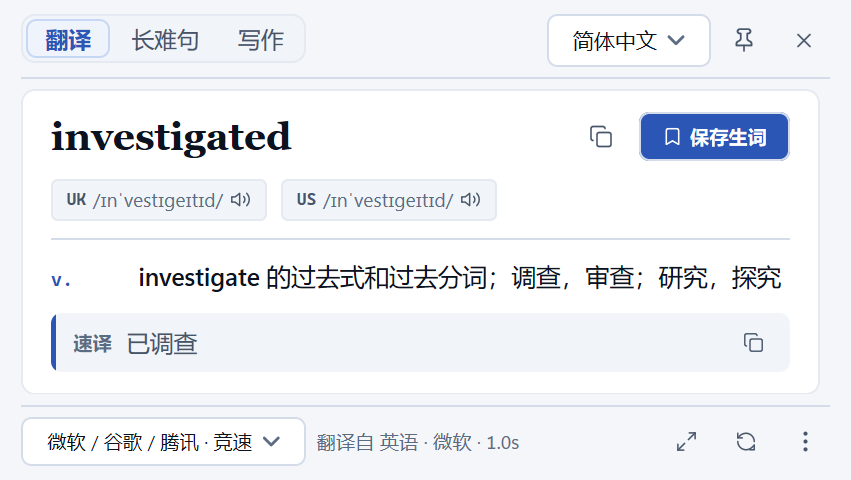 翻译 长难句 写作 简体中文
investigated 保存生词
UK /ɪnˈvestɪɡeɪtɪd/ US /ɪnˈvestɪɡeɪtɪd/
v. investigate 的过去式和过去分词；调查，审查；研究，探究
速译 已调查
微软 / 谷歌 / 腾讯 · 竞速 翻译自 英语 · 微软 · 1.0s